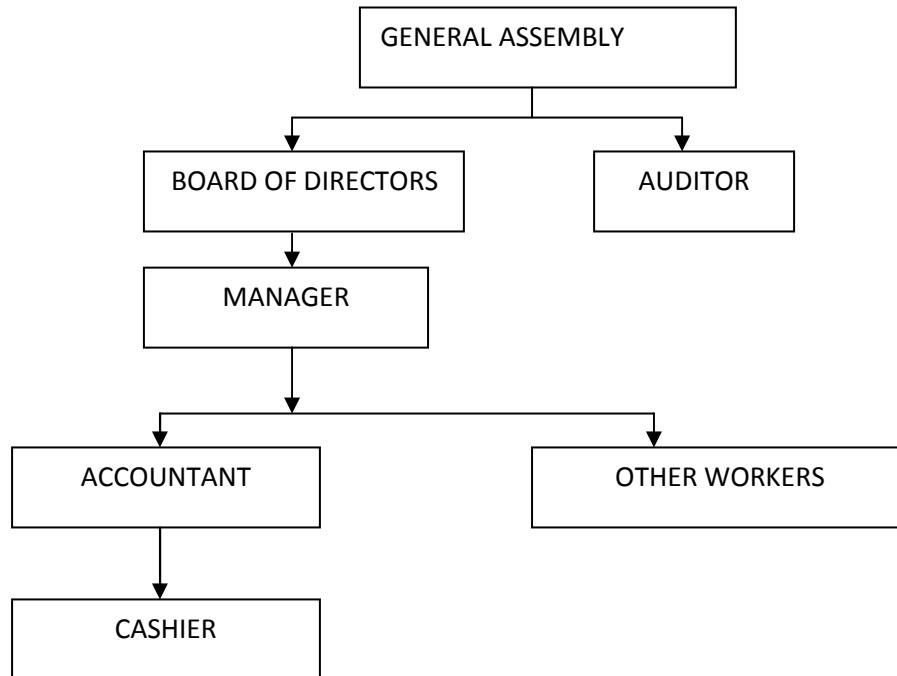 GENERAL ASSEMBLY
BOARD OF DIRECTORS
AUDITOR
MANAGER
ACCOUNTANT
OTHER WORKERS
CASHIER